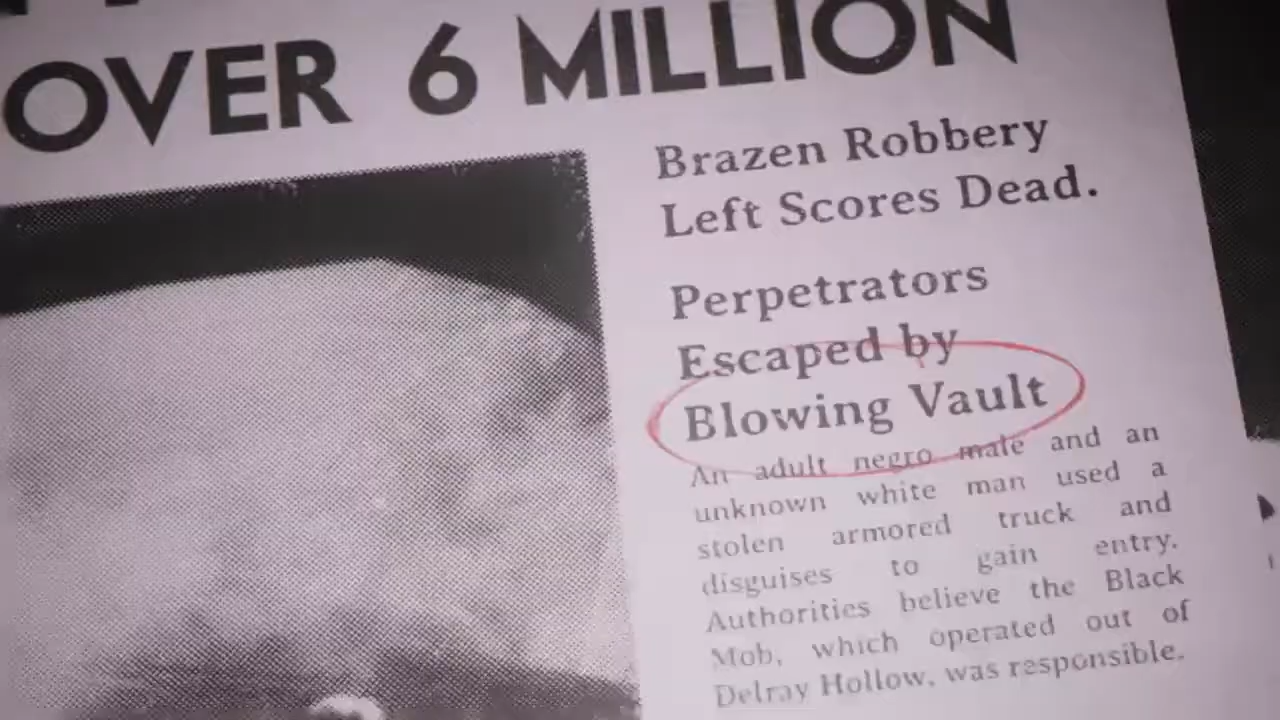 OVER 6 MILLION
Brazen Robbery
Left Scores Dead.
Perpetrators
Escaped by
Blowing Vault
An adult negro male and an
unknown white man used a
stolen armored truck and
disguises to gain entry.
Authorities believe the Black
Mob, which operated out of
Delray Hollow, was responsible.